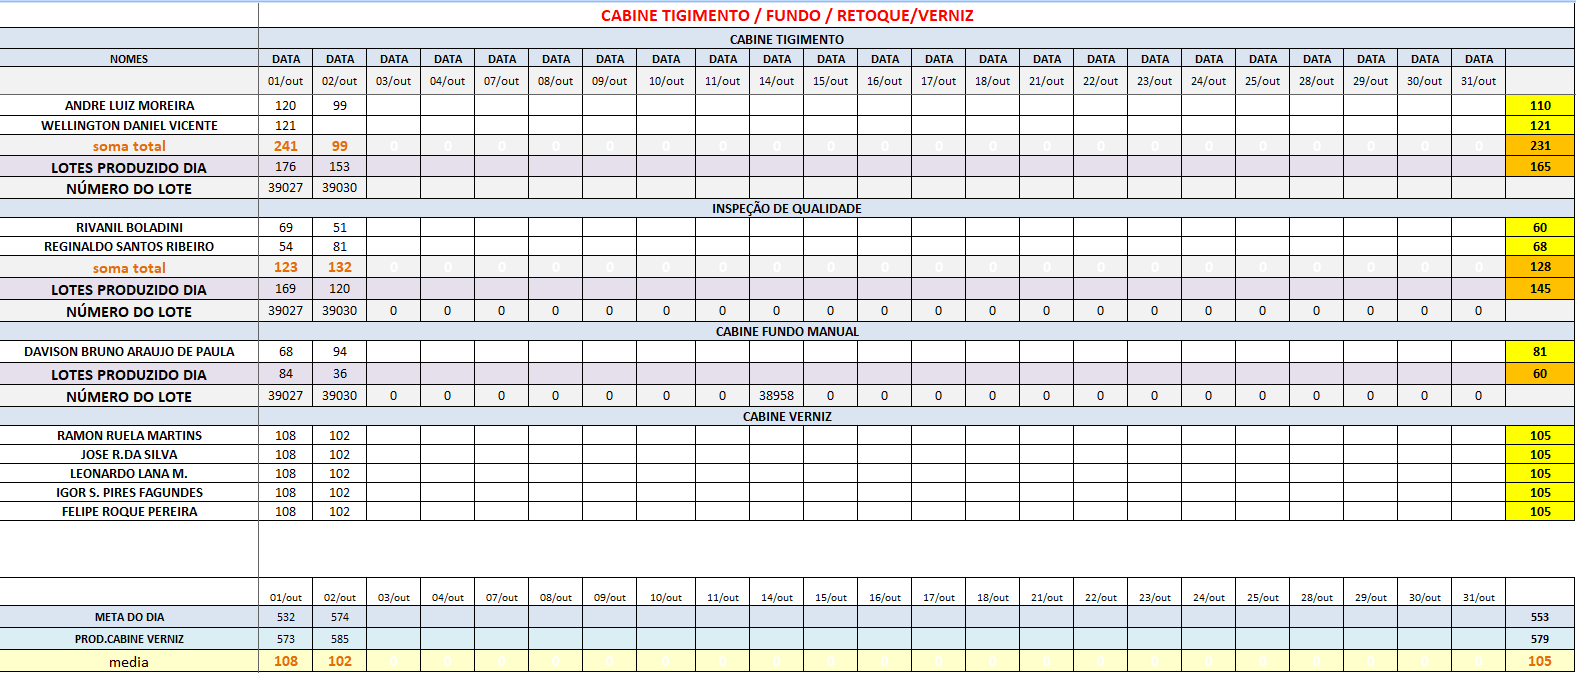 CABINE TIGIMENTO / FUNDO / RETOQUE/VERNIZ
CABINE TIGIMENTO
NOMES DATA DATA DATA DATA DATA DATA DATA DATA DATA DATA DATA DATA DATA DATA DATA DATA DATA DATA DATA DATA DATA DATA DATA
01/out 02/out 03/out 04/out 07/out 08/out 09/out 10/out 11/out 14/out 15/out 16/out 17/out 18/out 21/out 22/out 23/out 24/out 25/out 28/out 29/out 30/out 31/out
ANDRE LUIZ MOREIRA 120 99 110
WELLINGTON DANIEL VICENTE 121 121
soma total 241 99 0 0 0 0 0 0 0 0 0 0 0 0 0 0 0 0 0 0 0 0 0 231
LOTES PRODUZIDO DIA 176 153 165
NÚMERO DO LOTE 39027 39030
INSPEÇÃO DE QUALIDADE
RIVANIL BOLADINI 69 51 60
REGINALDO SANTOS RIBEIRO 54 81 68
soma total 123 132 0 0 0 0 0 0 0 0 0 0 0 0 0 0 0 0 0 0 0 0 0 128
LOTES PRODUZIDO DIA 169 120 145
NÚMERO DO LOTE 39027 39030 0 0 0 0 0 0 0 0 0 0 0 0 0 0 0 0 0 0 0 0 0
CABINE FUNDO MANUAL
DAVISON BRUNO ARAUJO DE PAULA 68 94 81
LOTES PRODUZIDO DIA 84 36 60
NÚMERO DO LOTE 39027 39030 0 0 0 0 0 0 0 38958 0 0 0 0 0 0 0 0 0 0 0 0 0
CABINE VERNIZ
RAMON RUELA MARTINS 108 102 105
JOSE R.DA SILVA 108 102 105
LEONARDO LANA M. 108 102 105
IGOR S. PIRES FAGUNDES 108 102 105
FELIPE ROQUE PEREIRA 108 102 105
01/out 02/out 03/out 04/out 07/out 08/out 09/out 10/out 11/out 14/out 15/out 16/out 17/out 18/out 21/out 22/out 23/out 24/out 25/out 28/out 29/out 30/out 31/out
META DO DIA 532 574 553
PROD.CABINE VERNIZ 573 585 579
media 108 102 0 0 0 0 0 0 0 0 0 0 0 0 0 0 0 0 0 0 0 0 0 105